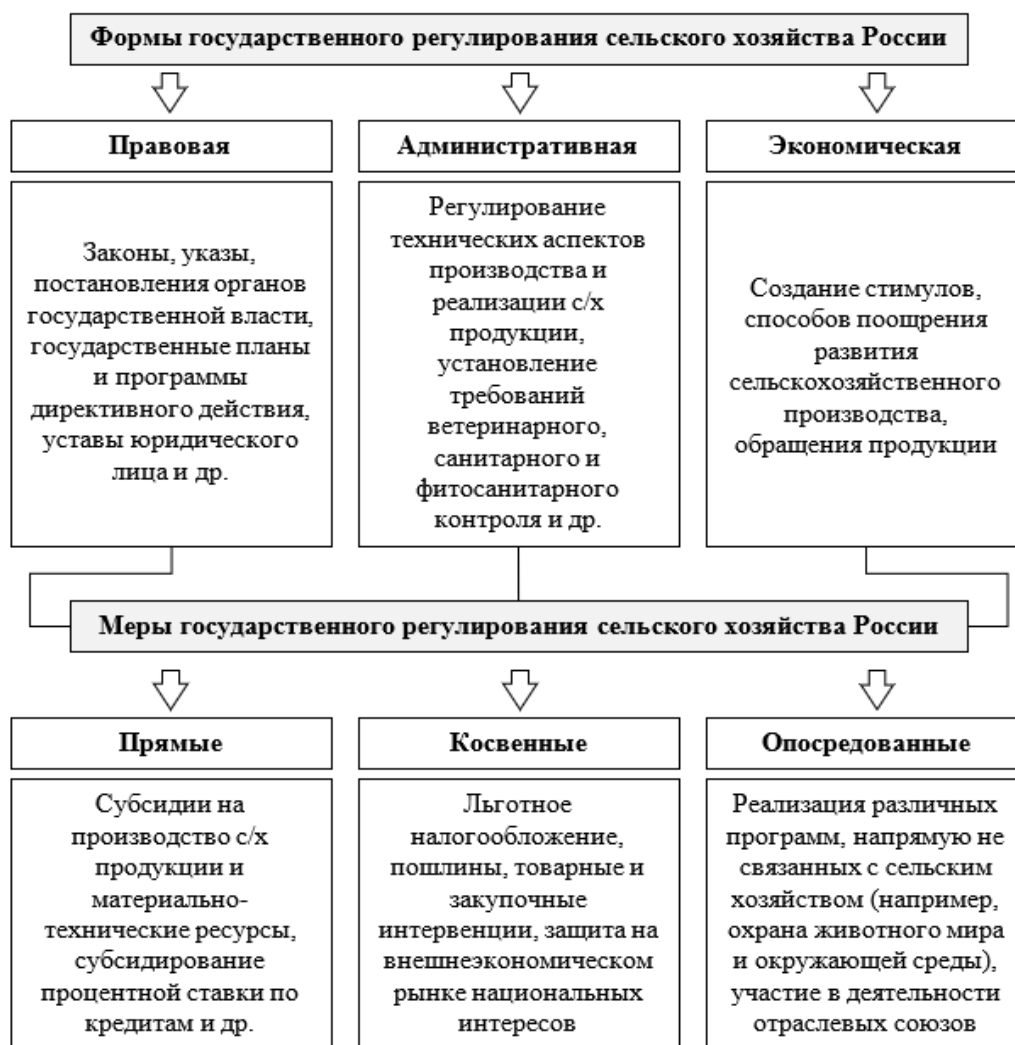 Формы государственного регулирования сельского хозяйства России
Правовая
Законы, указы,
постановления органов
государственной власти,
государственные планы
и программы
директивного действия,
уставы юридического
лица и др.
Административная
Регулирование
технических аспектов
производства и
реализации с/х
продукции,
установление
требований
ветеринарного,
санитарного и
фитосанитарного
контроля и др.
Экономическая
Создание стимулов,
способов поощрения
развития
сельскохозяйственного
производства,
обращения продукции
Меры государственного регулирования сельского хозяйства России
Прямые
Субсидии на
производство с/х
продукции и
материально-
технические ресурсы,
субсидирование
процентной ставки по
кредитам и др.
Косвенные
Льготное
налогообложение,
пошлины, товарные и
закупочные
интервенции, защита на
внешнеэкономическом
рынке национальных
интересов
Опосредованные
Реализация различных
программ, напрямую не
связанных с сельским
хозяйством (например,
охрана животного мира
и окружающей среды),
участие в деятельности
отраслевых союзов